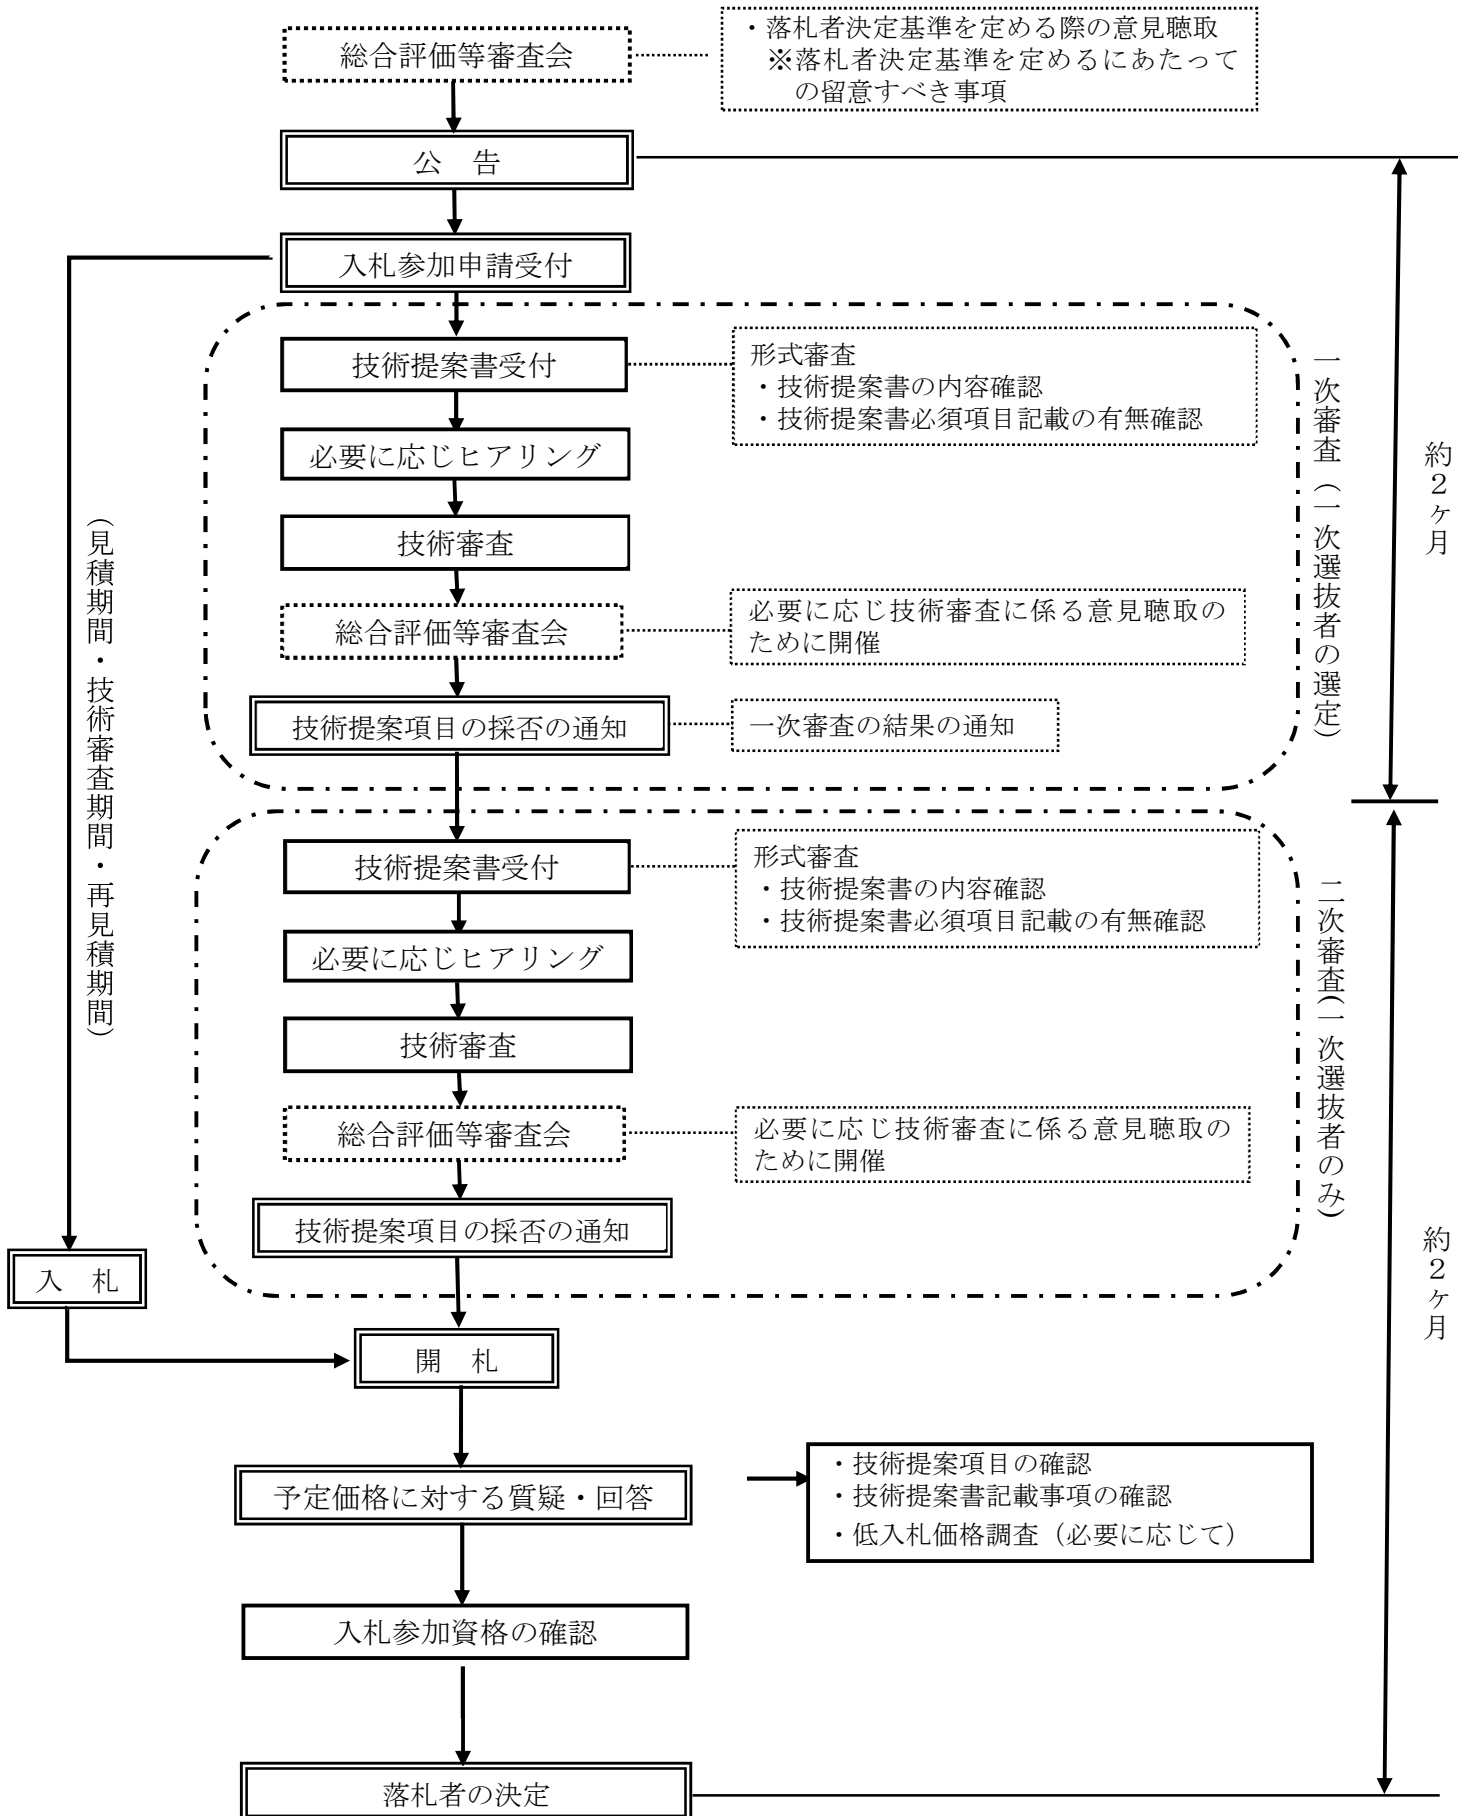 総合評価等審査会
・落札者決定基準を定める際の意見聴取
※落札者決定基準を定めるにあたって
の留意すべき事項
公　告
入札参加申請受付
技術提案書受付
形式審査
・技術提案書の内容確認
・技術提案書必須項目記載の有無確認
必要に応じヒアリング
技術審査
総合評価等審査会
必要に応じ技術審査に係る意見聴取の
ために開催
技術提案項目の採否の通知
一次審査の結果の通知
一次審査（一次選抜者の選定）
約２ヶ月
（見積期間・技術審査期間・再見積期間）
技術提案書受付
形式審査
・技術提案書の内容確認
・技術提案書必須項目記載の有無確認
必要に応じヒアリング
技術審査
総合評価等審査会
必要に応じ技術審査に係る意見聴取の
ために開催
技術提案項目の採否の通知
二次審査（一次選抜者のみ）
約２ヶ月
入　札
開　札
予定価格に対する質疑・回答
・技術提案項目の確認
・技術提案書記載事項の確認
・低入札価格調査（必要に応じて）
入札参加資格の確認
落札者の決定